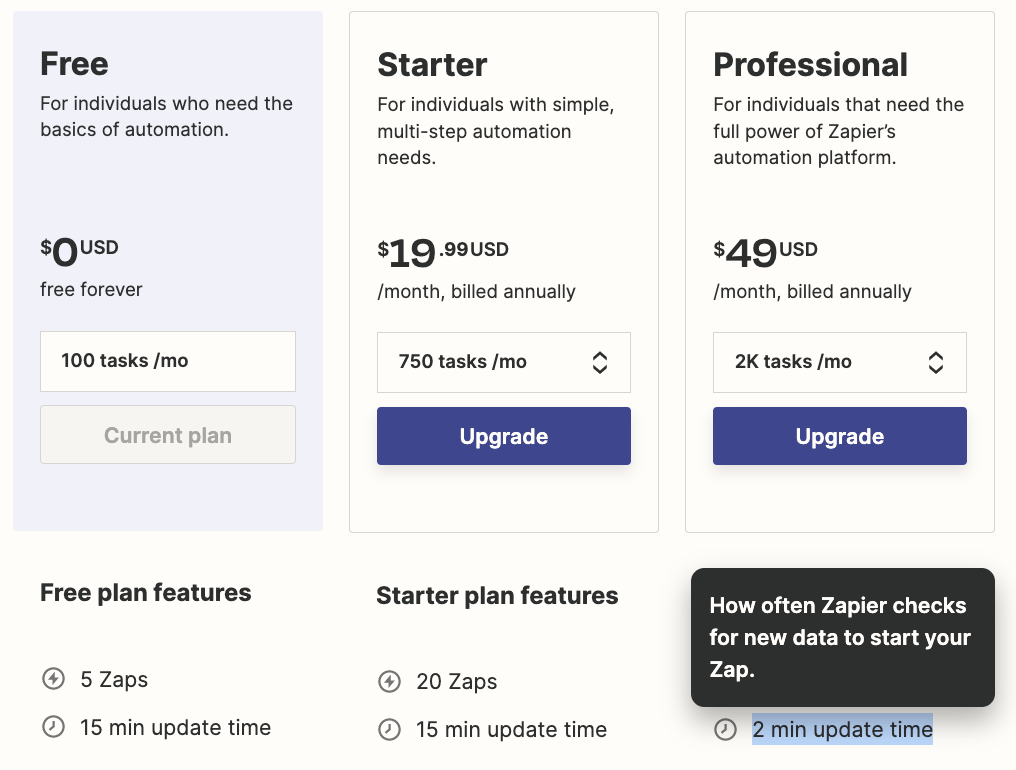 Free
For individuals who need the
basics of automation.
$0USD
free forever
100 tasks /mo
Current plan
Starter
For individuals with simple,
multi-step automation
needs.
$19.99USD
/month, billed annually
750 tasks /mo
Upgrade
Professional
For individuals that need the
full power of Zapier’s
automation platform.
$49USD
/month, billed annually
2K tasks /mo
Upgrade
Free plan features
5 Zaps
15 min update time
Starter plan features
20 Zaps
15 min update time
How often Zapier checks
for new data to start your
Zap.
2 min update time